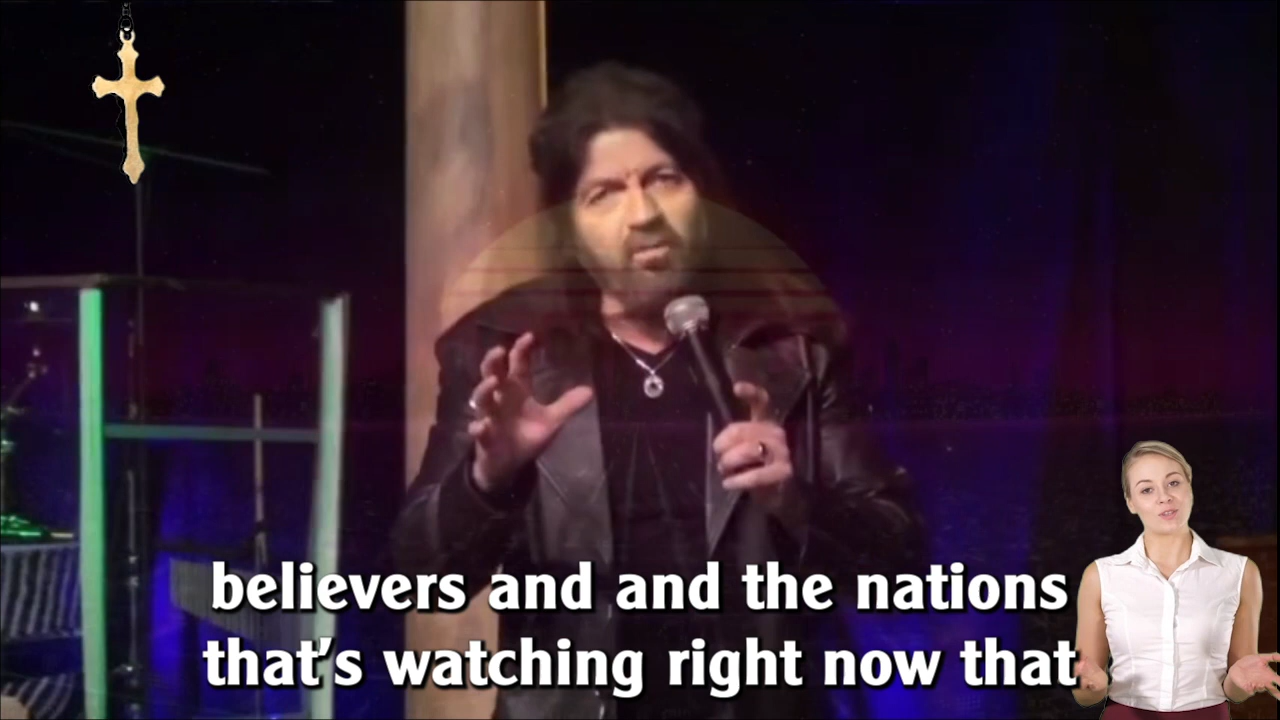 believers and and the nations
that's watching right now that